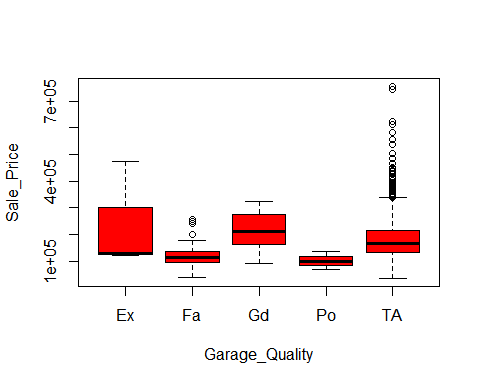 Sale_Price
7e+05
4e+05
1e+05
Ex Fa Gd Po TA
Garage_Quality